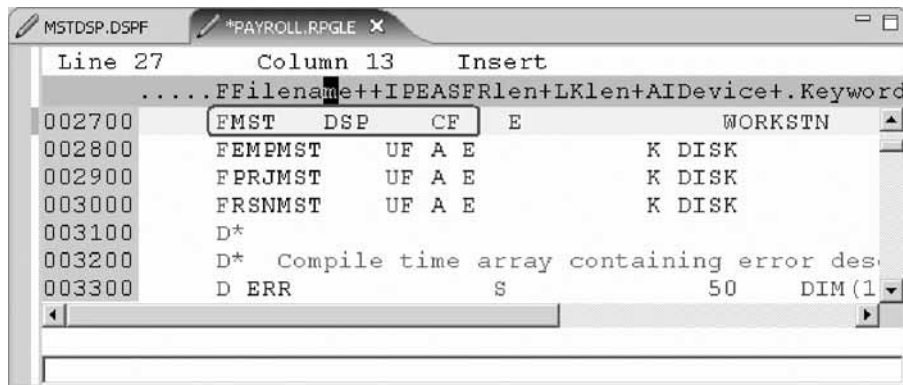 MSTDSP.DSPF *PAYROLL.RPGLE
Line 27 Column 13 Insert
.....FFilename++IPEASFRlen+LKlen+AIDevice+.Keyword
002700 FMST DSP CF E WORKSTN
002800 FEMPMST UF A E K DISK
002900 FPRJMST UF A E K DISK
003000 FRSNMST UF A E K DISK
003100 D*
003200 D* Compile time array containing error des
003300 D ERR S 50 DIM(1